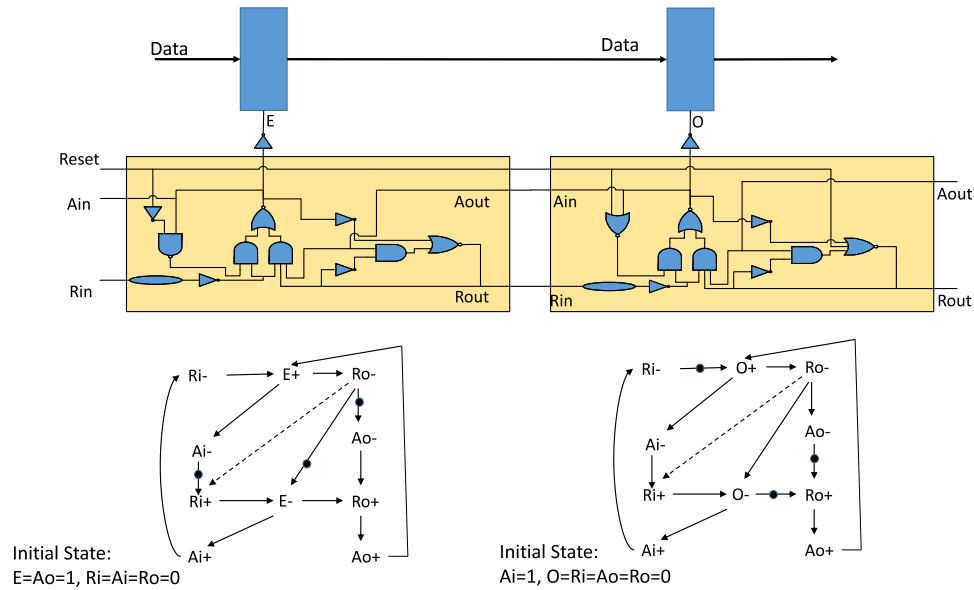 Data
Data
E
O
Reset
Ain
Aout
Ain
Aout
Rin
Rout
Rin
Rout
Ri-
E+
Ro-
Ao-
Ai-
Ri+
E-
Ro+
Ai+
Ao+
Initial State:
E=Ao=1, Ri=Ai=Ro=0
Ri-
O+
Ro-
Ao-
Ai-
Ri+
O-
Ro+
Ai+
Ao+
Initial State:
Ai=1, O=Ri=Ao=Ro=0